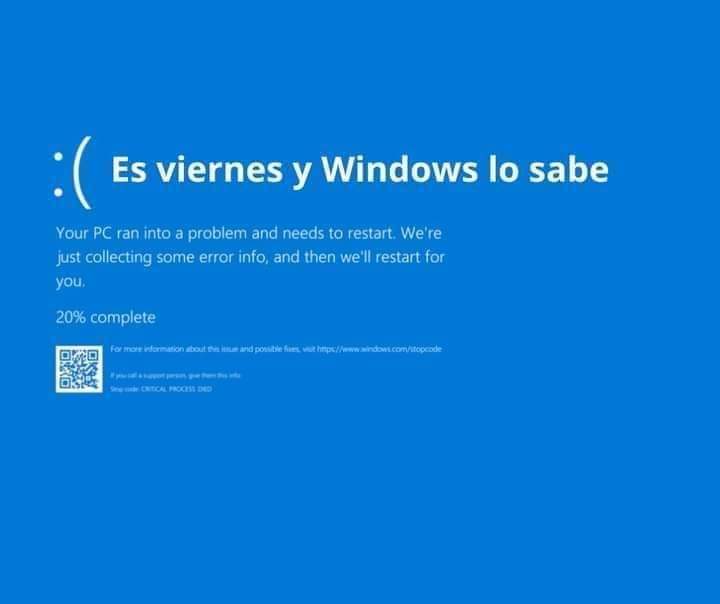 :( Es viernes y Windows lo sabe
Your PC ran into a problem and needs to restart. We're
just collecting some error info, and then we'll restart for
you.
20% complete
For more information about this issue and possible fixes, visit https://www.windows.com/stopcode
If you call a support person, give them this info:
Stop code: CRITICAL PROCESS DIED